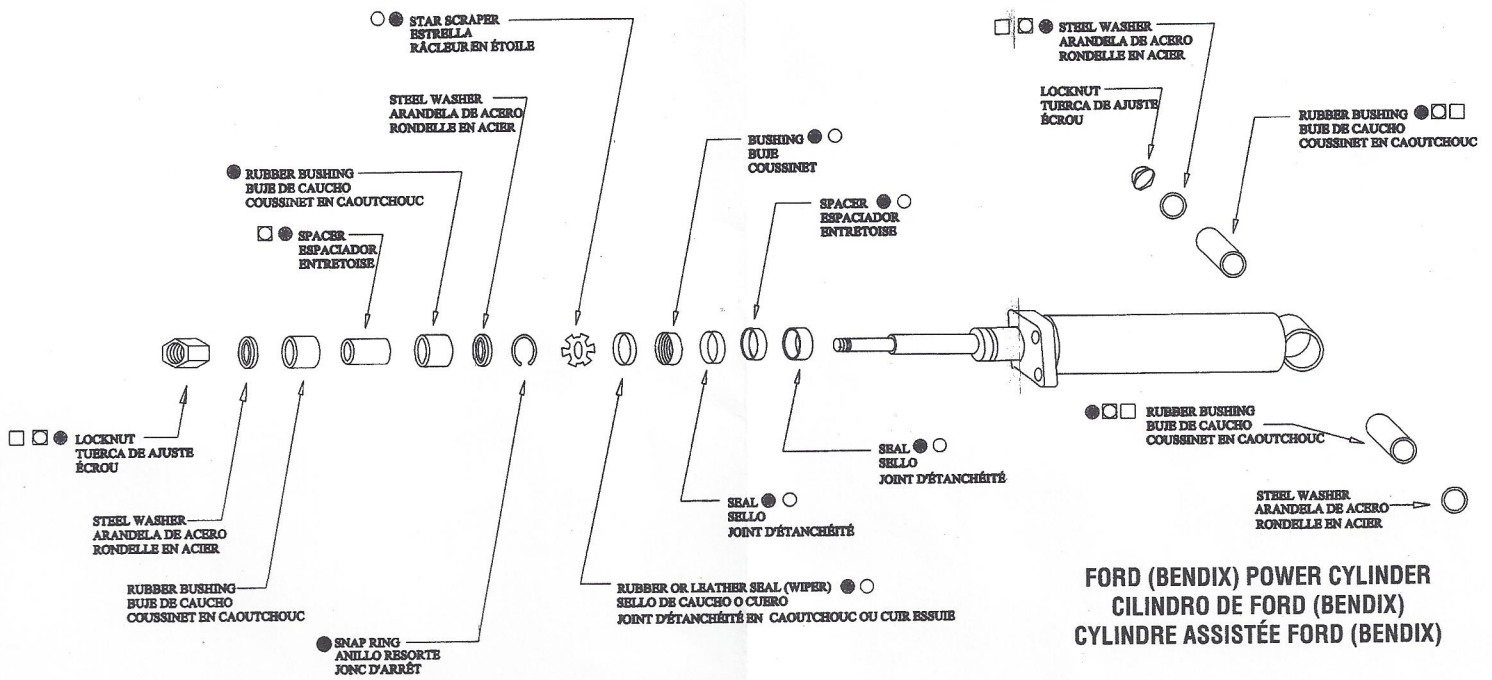 STAR SCRAPER
ESTRELLA
RÂCLEUR EN ÉTOILE
STEEL WASHER
ARANDELA DE ACERO
RONDELLE EN ACIER
STEEL WASHER
ARANDELA DE ACERO
RONDELLE EN ACIER
LOCKNUT
TUERCA DE AJUSTE
ÉCROU
RUBBER BUSHING
BUJE DE CAUCHO
COUSSINET EN CAOUTCHOUC
BUSHING
BUJE
COUSSINET
RUBBER BUSHING
BUJE DE CAUCHO
COUSSINET EN CAOUTCHOUC
SPACER
ESPACIADOR
ENTRETOISE
SPACER
ESPACIADOR
ENTRETOISE
LOCKNUT
TUERCA DE AJUSTE
ÉCROU
RUBBER BUSHING
BUJE DE CAUCHO
COUSSINET EN CAOUTCHOUC
SEAL
SELLO
JOINT D'ÉTANCHÉITÉ
SEAL
SELLO
JOINT D'ÉTANCHÉITÉ
STEEL WASHER
ARANDELA DE ACERO
RONDELLE EN ACIER
STEEL WASHER
ARANDELA DE ACERO
RONDELLE EN ACIER
RUBBER BUSHING
BUJE DE CAUCHO
COUSSINET EN CAOUTCHOUC
RUBBER OR LEATHER SEAL (WIPER)
SELLO DE CAUCHO O CUERO
JOINT D'ÉTANCHÉITÉ EN CAOUTCHOUC OU CUIR ESSUIE
SNAP RING
ANILLO RESORTE
JONC D'ARRÊT
FORD (BENDIX) POWER CYLINDER
CILINDRO DE FORD (BENDIX)
CYLINDRE ASSISTÉE FORD (BENDIX)